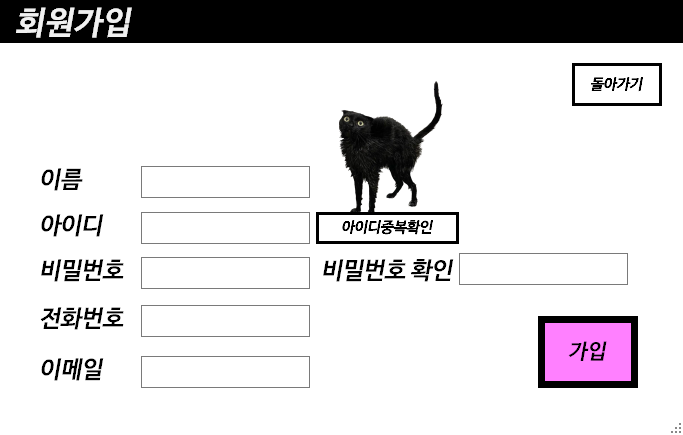 회원가입
돌아가기
이름
아이디
아이디중복확인
비밀번호
비밀번호 확인
전화번호
가입
이메일